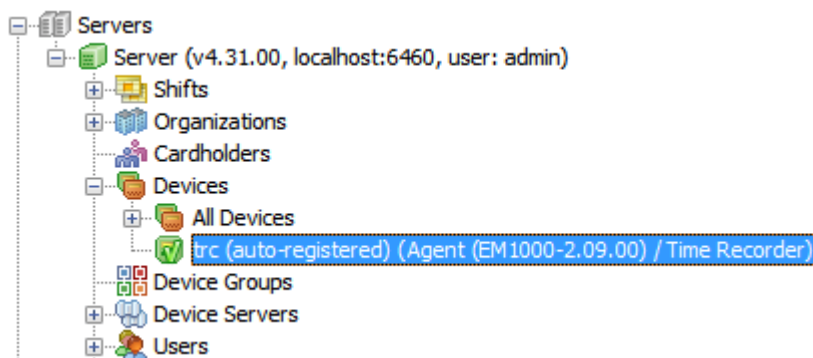 Servers
Server (v4.31.00, localhost:6460, user: admin)
Shifts
Organizations
Cardholders
Devices
All Devices
trc (auto-registered) (Agent (EM1000-2.09.00) / Time Recorder)
Device Groups
Device Servers
Users